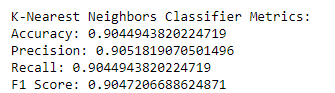 K-Nearest Neighbors Classifier Metrics:
Accuracy: 0.9044943820224719
Precision: 0.9051819070501496
Recall: 0.9044943820224719
F1 Score: 0.9047206688624871